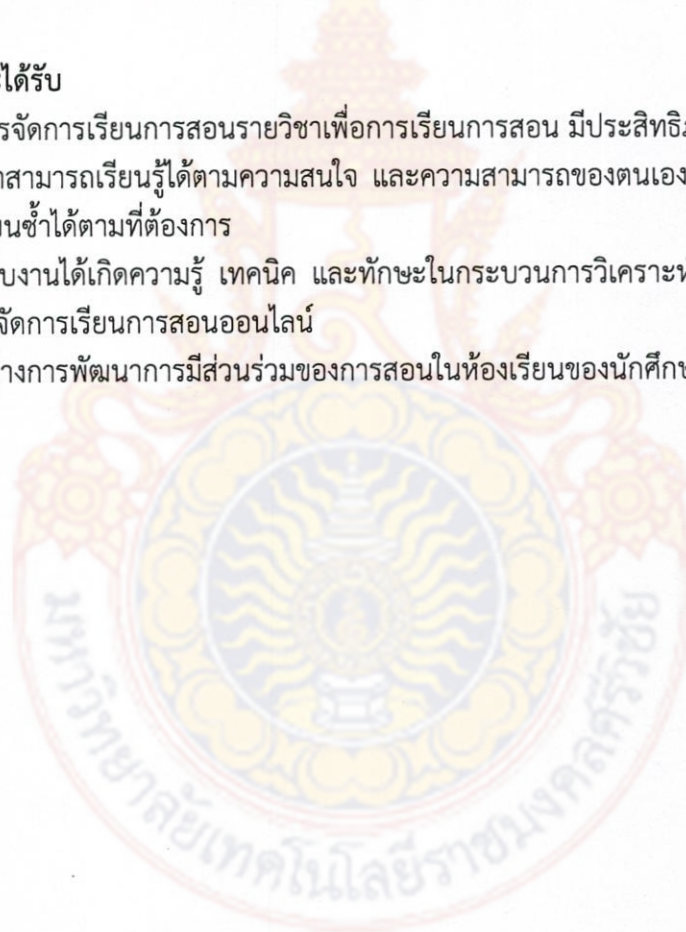 ได้รับ
รจัดการเรียนการสอนรายวิชาเพื่อการเรียนการสอน มีประสิทธิภ
าสามารถเรียนรู้ได้ตามความสนใจ และความสามารถของตนเอง
นซ้ำได้ตามที่ต้องการ
บงานได้เกิดความรู้ เทคนิค และทักษะในกระบวนการวิเคราะห
จัดการเรียนการสอนออนไลน์
างการพัฒนาการมีส่วนร่วมของการสอนในห้องเรียนของนักศึกษ
มหาวิทยาลัยเทคโนโลยีราชมงคลศรีวิชัย